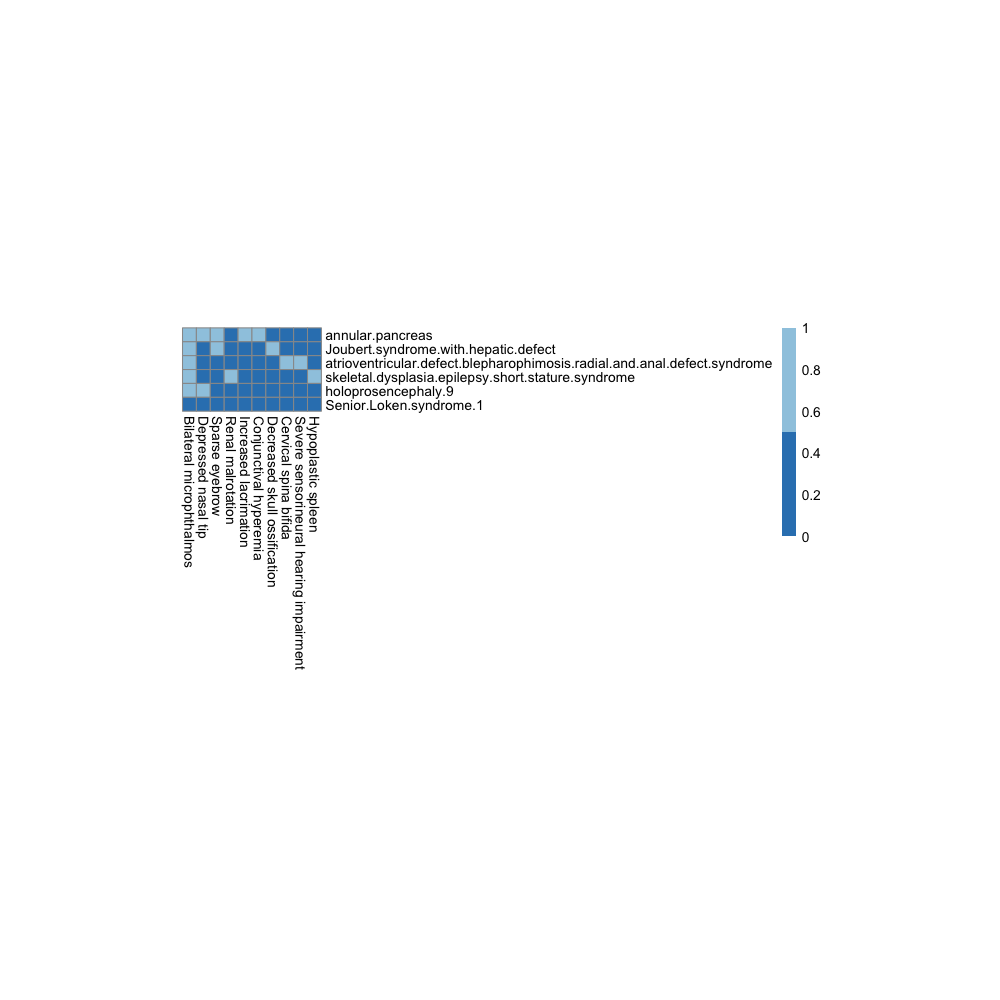 annular.pancreas
Joubert.syndrome.with.hepatic.defect
atrioventricular.defect.blepharophimosis.radial.and.anal.defect.syndrome
skeletal.dysplasia.epilepsy.short.stature.syndrome
holoprosencephaly.9
Senior.Loken.syndrome.1
Bilateral microphthalmos
Depressed nasal tip
Sparse eyebrow
Renal malrotation
Increased lacrimation
Conjunctival hyperemia
Decreased skull ossification
Cervical spina bifida
Severe sensorineural hearing impairment
Hypoplastic spleen
1
0.8
0.6
0.4
0.2
0